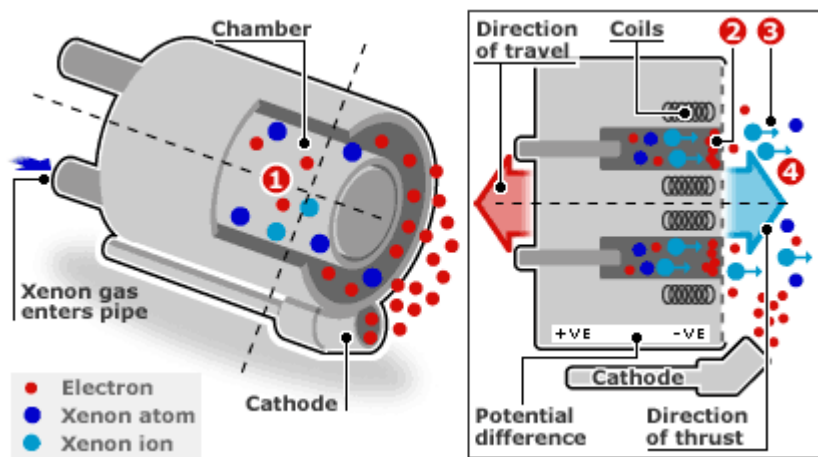 Chamber
1
Xenon gas
enters pipe
Cathode
Electron
Xenon atom
Xenon ion
Direction
of travel
Coils
2
3
4
+VE
-VE
Cathode
Potential
difference
Direction
of thrust